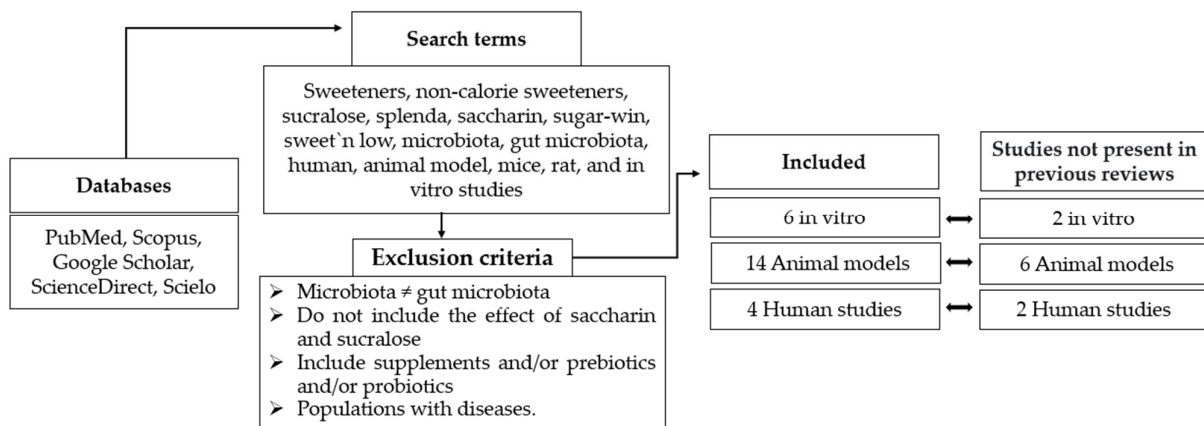 Search terms
Sweeteners, non-calorie sweeteners,
sucralose, splenda, saccharin, sugar-win,
sweet`n low, microbiota, gut microbiota,
human, animal model, mice, rat, and in
vitro studies
Databases
PubMed, Scopus,
Google Scholar,
ScienceDirect, Scielo
Exclusion criteria
➤ Microbiota ≠ gut microbiota
➤ Do not include the effect of saccharin
and sucralose
➤ Include supplements and/or prebiotics
and/or probiotics
➤ Populations with diseases.
Included
6 in vitro
14 Animal models
4 Human studies
Studies not present in
previous reviews
2 in vitro
6 Animal models
2 Human studies